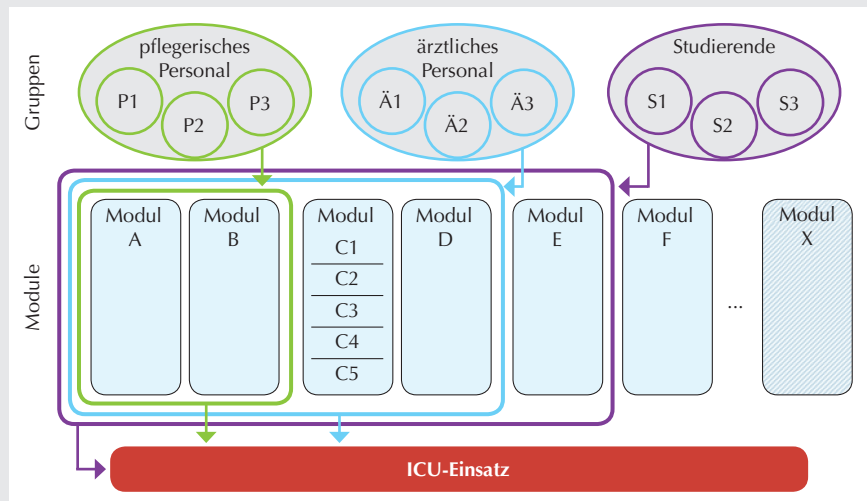 Gruppen
pflegerisches
Personal
P1
P2
P3
ärztliches
Personal
Ä1
Ä2
Ä3
Studierende
S1
S2
S3
Module
Modul
A
Modul
B
Modul
C1
C2
C3
C4
C5
Modul
D
Modul
E
Modul
F
...
Modul
X
ICU-Einsatz